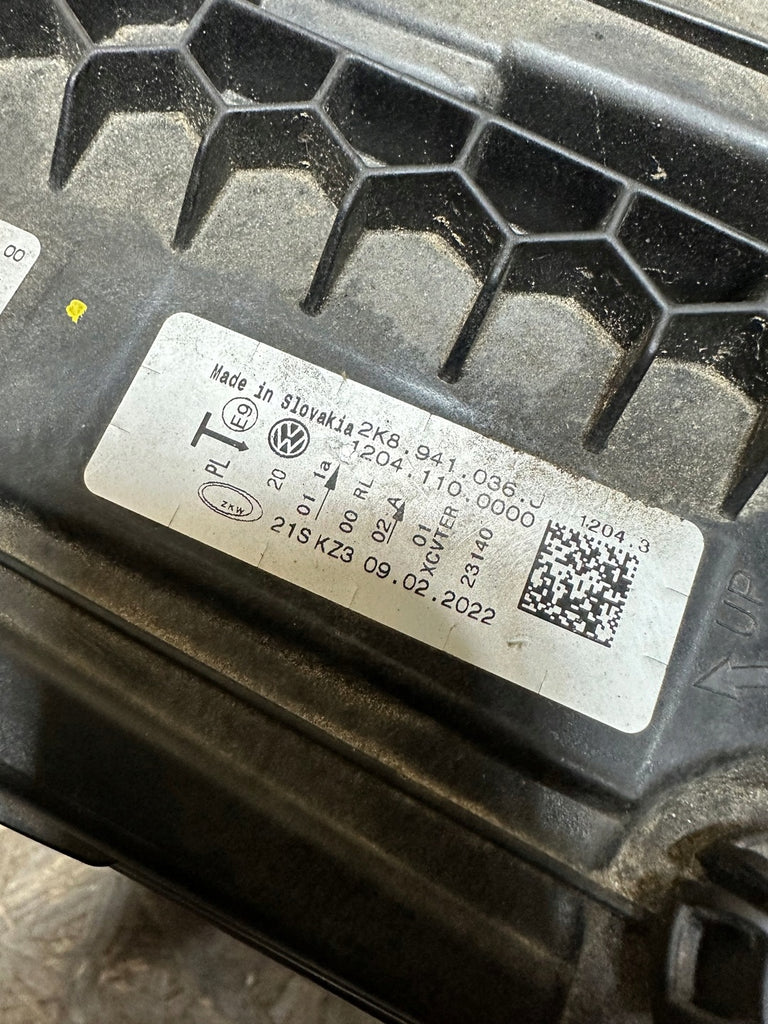 00
Made in Slovakia
2K8.941.036.J
1204.110.0000
1204.3
E9
PL
ZKW
20
01 1a
00 RL
02 A
01
XCVTER
23140
21S KZ3 09.02.2022
UP